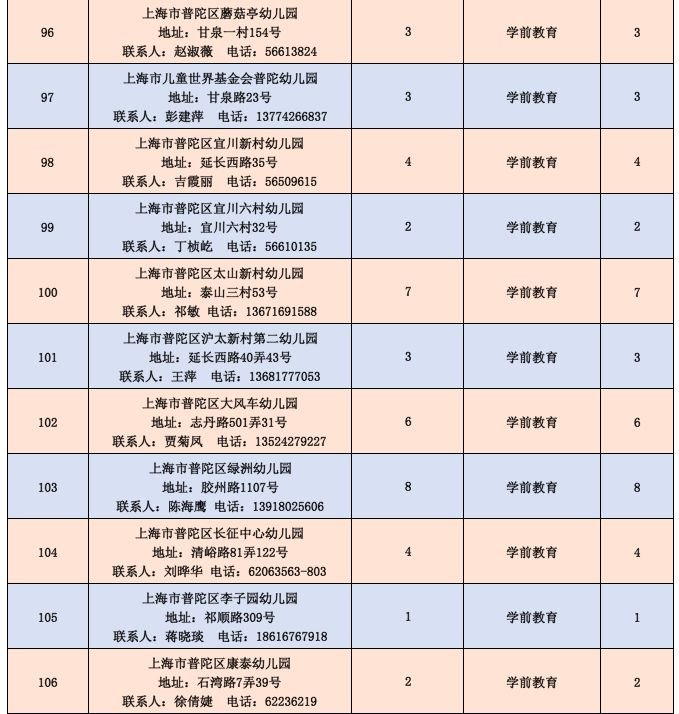 96
上海市普陀区蘑菇亭幼儿园
地址：甘泉一村154号
联系人：赵淑薇 电话：56613824
3
学前教育
3
97
上海市儿童世界基金会普陀幼儿园
地址：甘泉路23号
联系人：彭建萍 电话：13774266837
3
学前教育
3
98
上海市普陀区宜川新村幼儿园
地址：延长西路35号
联系人：吉霞丽 电话：56509615
4
学前教育
4
99
上海市普陀区宜川六村幼儿园
地址：宜川六村32号
联系人：丁桢屹 电话：56610135
2
学前教育
2
100
上海市普陀区太山新村幼儿园
地址：泰山三村53号
联系人：祁敏 电话：13671691588
7
学前教育
7
101
上海市普陀区沪太新村第二幼儿园
地址：延长西路40弄43号
联系人：王萍 电话：13681777053
3
学前教育
3
102
上海市普陀区大风车幼儿园
地址：志丹路501弄31号
联系人：贾菊凤 电话：13524279227
6
学前教育
6
103
上海市普陀区绿洲幼儿园
地址：胶州路1107号
联系人：陈海鹰 电话：13918025606
8
学前教育
8
104
上海市普陀区长征中心幼儿园
地址：清峪路81弄122号
联系人：刘晔华 电话：62063563-803
4
学前教育
4
105
上海市普陀区李子园幼儿园
地址：祁顺路309号
联系人：蒋晓琰 电话：18616767918
1
学前教育
1
106
上海市普陀区康泰幼儿园
地址：石湾路7弄39号
联系人：徐倩婕 电话：62236219
2
学前教育
2